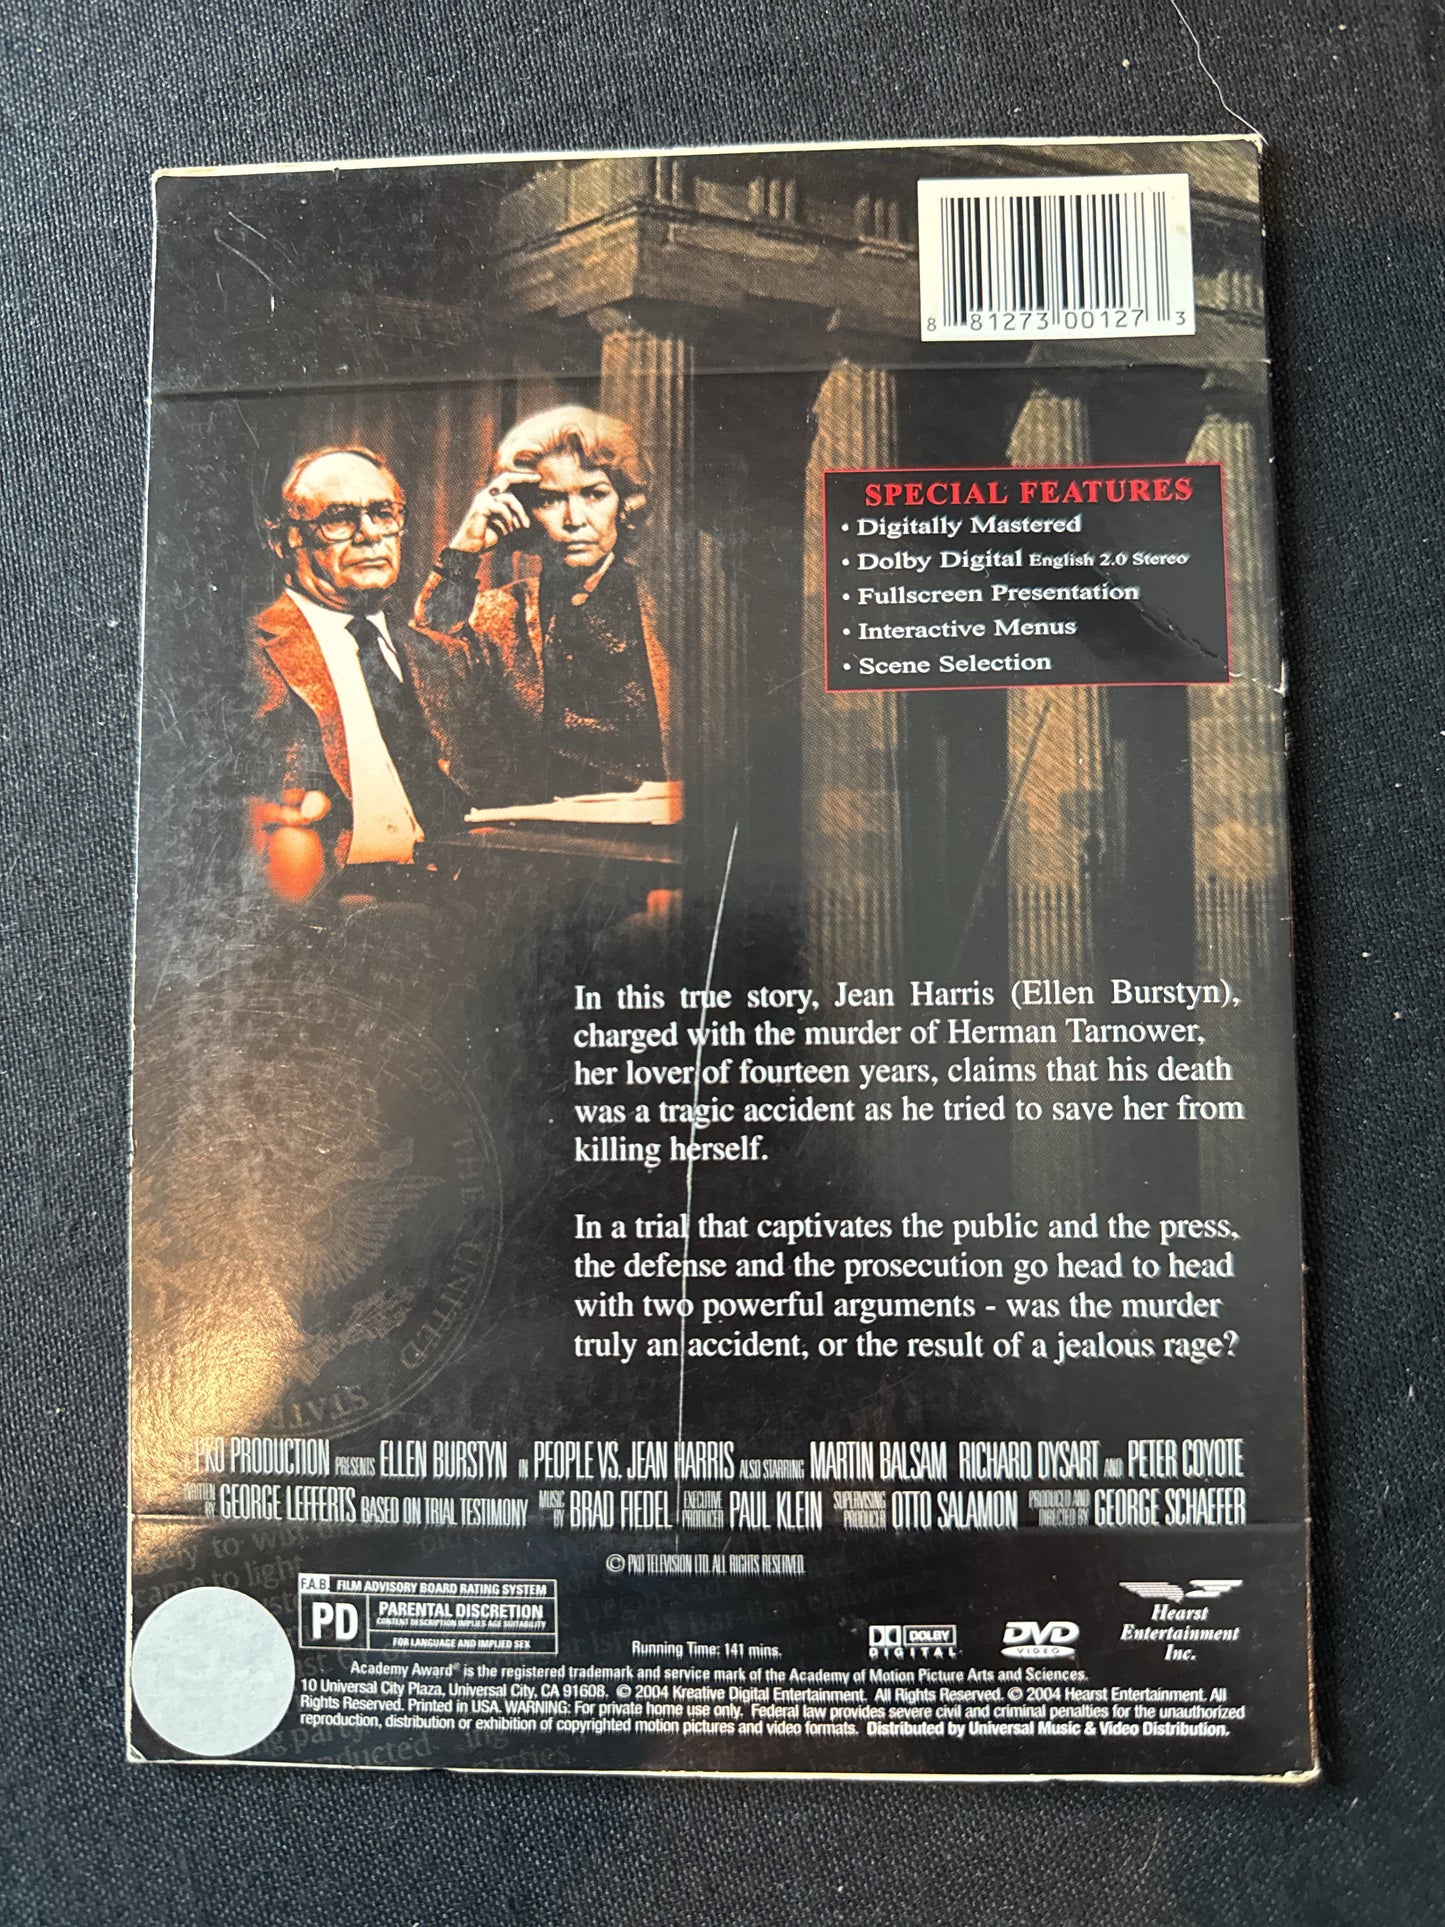 8 81273 00127 3
SPECIAL FEATURES
• Digitally Mastered
• Dolby Digital English 2.0 Stereo
• Fullscreen Presentation
• Interactive Menus
• Scene Selection
In this true story, Jean Harris (Ellen Burstyn),
charged with the murder of Herman Tarnower,
her lover of fourteen years, claims that his death
was a tragic accident as he tried to save her from
killing herself.
In a trial that captivates the public and the press,
the defense and the prosecution go head to head
with two powerful arguments - was the murder
truly an accident, or the result of a jealous rage?
THE UNITED
STATE
PKO PRODUCTION PRESENTS ELLEN BURSTYN IN PEOPLE VS. JEAN HARRIS ALSO STARRING MARTIN BALSAM RICHARD DYSART AND PETER COYOTE
WRITTEN BY GEORGE LEFFERTS BASED ON TRIAL TESTIMONY MUSIC BY BRAD FIEDEL EXECUTIVE PRODUCER PAUL KLEIN SUPERVISING PRODUCER OTTO SALAMON PRODUCED AND DIRECTED BY GEORGE SCHAEFER
© PKO TELEVISION LTD. ALL RIGHTS RESERVED.
came to light
F.A.B. FILM ADVISORY BOARD RATING SYSTEM
PD PARENTAL DISCRETION
CONTENT DESCRIPTION IMPLIES AGE SUITABILITY
FOR LANGUAGE AND IMPLIED SEX
Running Time: 141 mins.
DOLBY
DIGITAL
DVD
VIDEO
Hearst
Entertainment
Inc.
Academy Award® is the registered trademark and service mark of the Academy of Motion Picture Arts and Sciences.
10 Universal City Plaza, Universal City, CA 91608. © 2004 Kreative Digital Entertainment. All Rights Reserved. © 2004 Hearst Entertainment. All
Rights Reserved. Printed in USA. WARNING: For private home use only. Federal law provides severe civil and criminal penalties for the unauthorized
reproduction, distribution or exhibition of copyrighted motion pictures and video formats. Distributed by Universal Music & Video Distribution.